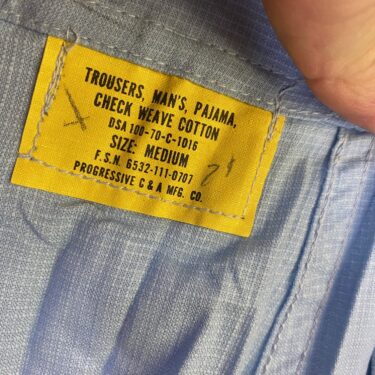 TROUSERS, MAN'S, PAJAMA,
CHECK WEAVE COTTON
DSA 100-70-C-1016
SIZE: MEDIUM
F.S.N. 6532-111-0707
PROGRESSIVE C & A MFG. CO.